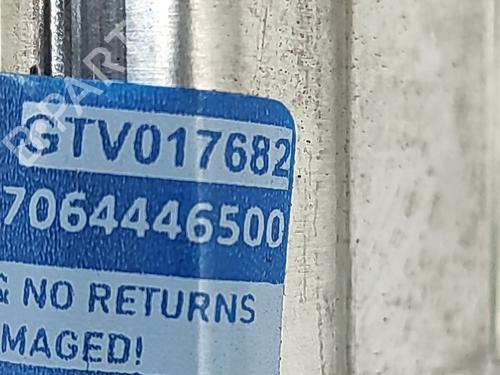 GTV017682
7064446500
& NO RETURNS
MAGED!